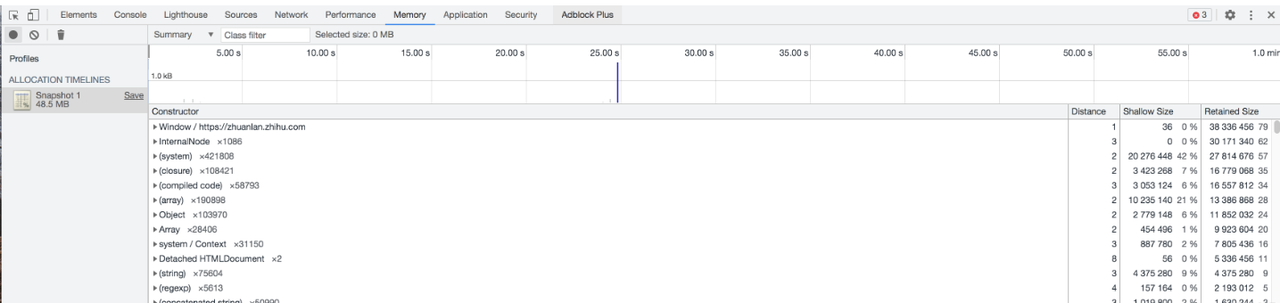 Elements Console Lighthouse Sources Network Performance Memory Application Security Adblock Plus 3
Summary ▼ Class filter Selected size: 0 MB
Profiles
ALLOCATION TIMELINES
Snapshot 1 Save
48.5 MB
5.00 s 10.00 s 15.00 s 20.00 s 25.00 s 30.00 s 35.00 s 40.00 s 45.00 s 50.00 s 55.00 s 1.0 min
1.0 kB
Constructor Distance Shallow Size Retained Size
Window / https://zhuanlan.zhihu.com 1 36 0 % 38 336 456 79
InternalNode ×1086 3 0 0 % 30 171 340 62
(system) ×421808 2 20 276 448 42 % 27 814 676 57
(closure) ×108421 2 3 423 268 7 % 16 779 068 35
(compiled code) ×58793 3 3 053 124 6 % 16 557 812 34
(array) ×190898 2 10 235 140 21 % 13 386 868 28
Object ×103970 2 2 779 148 6 % 11 852 032 24
Array ×28406 2 454 496 1 % 9 923 604 20
system / Context ×31150 3 887 780 2 % 7 805 436 16
Detached HTMLDocument ×2 8 56 0 % 5 336 456 11
(string) ×75604 3 4 375 280 9 % 4 375 280 9
(regexp) ×5613 4 157 164 0 % 2 193 012 5
(concatenated string) ×50990 3 1 019 800 2 % 1 630 244